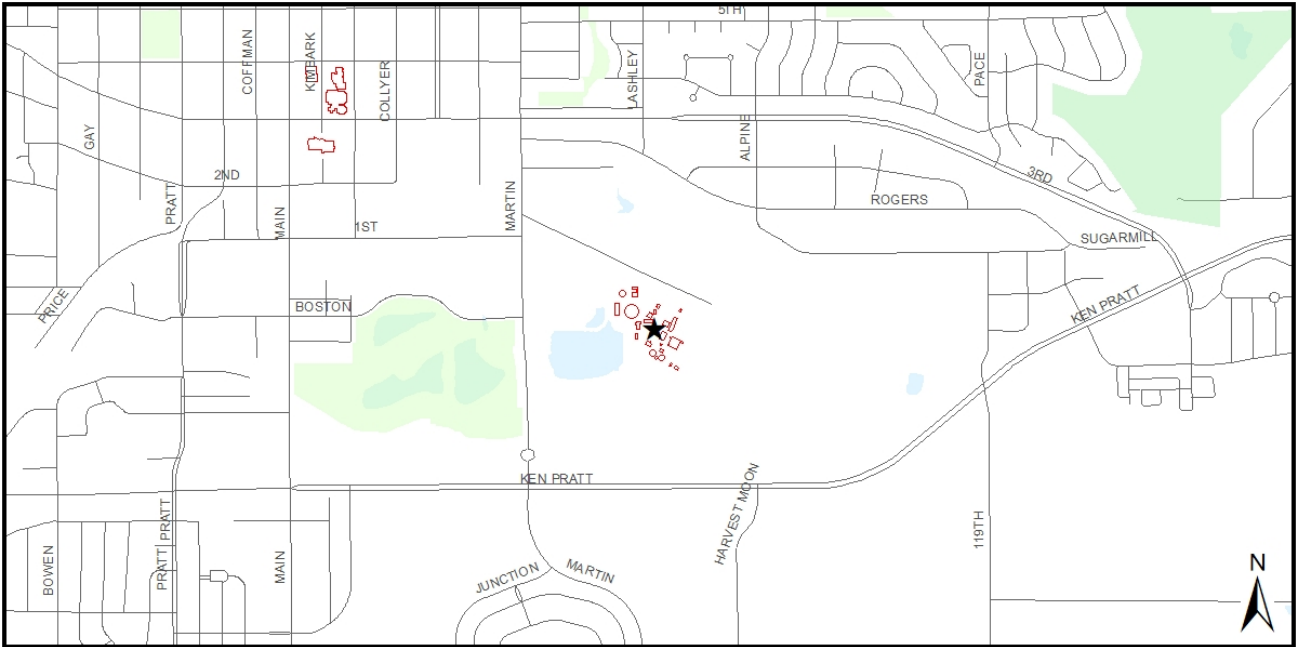 5TH
COFFMAN
KIMBARK
COLLYER
LASHLEY
PACE
GAY
ALPINE
2ND
3RD
PRATT
MAIN
MARTIN
ROGERS
1ST
SUGARMILL
PRICE
BOSTON
KEN PRATT
KEN PRATT
HARVEST MOON
PRATT
119TH
BOWEN
PRATT
MAIN
JUNCTION
MARTIN
N